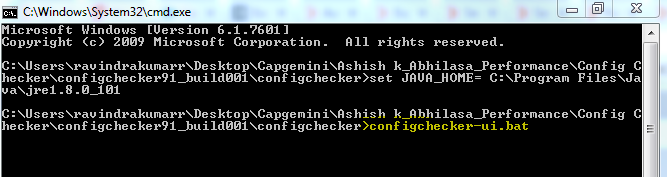 C:\Windows\System32\cmd.exe
Microsoft Windows [Version 6.1.7601]
Copyright (c) 2009 Microsoft Corporation.  All rights reserved.
C:\Users\ravindrakumarr\Desktop\Capgemini\Ashish k_Abhilasa_Performance\Config C
hecker\configchecker91_build001\configchecker>set JAVA_HOME= C:\Program Files\Ja
va\jre1.8.0_101
C:\Users\ravindrakumarr\Desktop\Capgemini\Ashish k_Abhilasa_Performance\Config C
hecker\configchecker91_build001\configchecker>configchecker-ui.bat